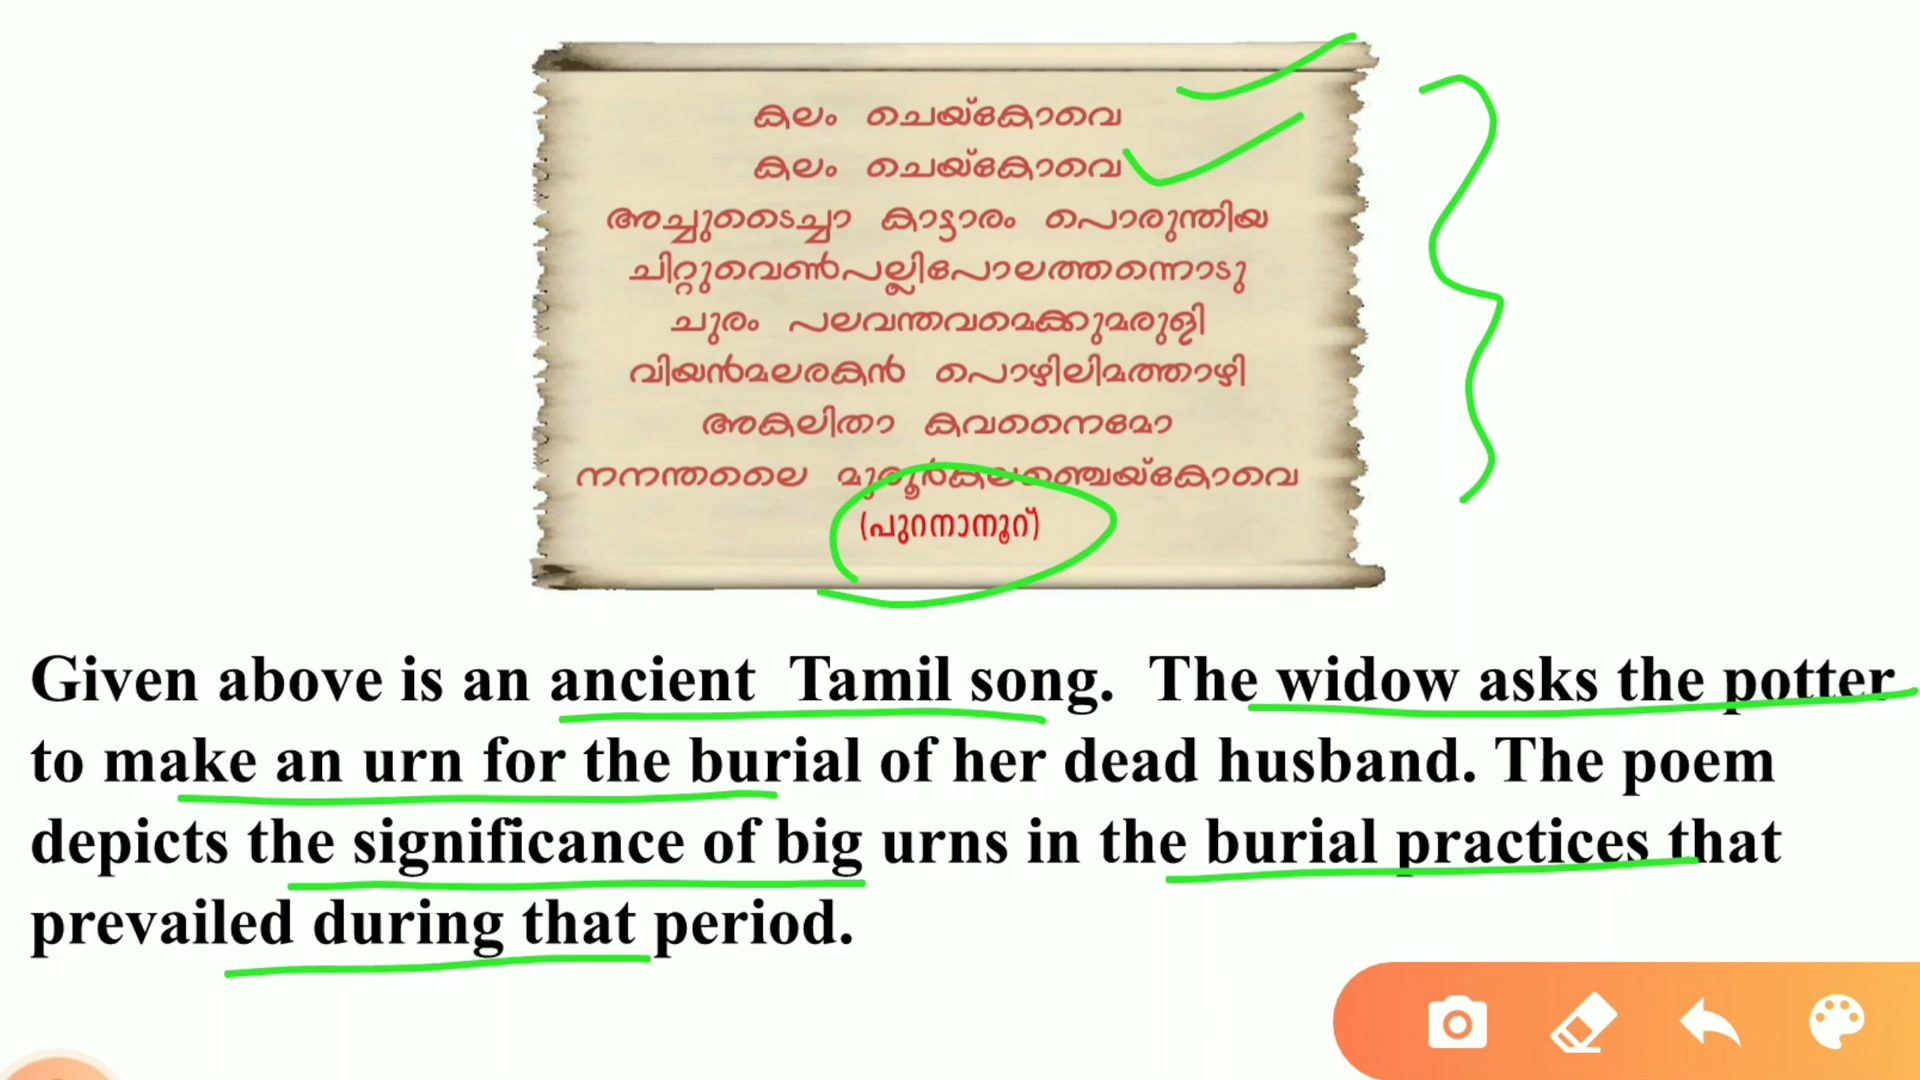 കലം ചെയ്കോവെ
കലം ചെയ്കോവെ
അച്ചുടൈച്ചാ കാട്ടാരം പൊരുന്തിയ
ചിറ്റുവെൺപല്ലിപോലത്തന്നൊടു
ചുരം പലവന്തവമെക്കുമരുളി
വിയൻമലരകൻ പൊഴിലിമത്താഴി
അകലിതാ കവനൈമോ
നനന്തലൈ മുതൂർകലഞ്ചെയ്കോവെ
(പുറനാനൂറ്)
Given above is an ancient Tamil song. The widow asks the potter
to make an urn for the burial of her dead husband. The poem
depicts the significance of big urns in the burial practices that
prevailed during that period.